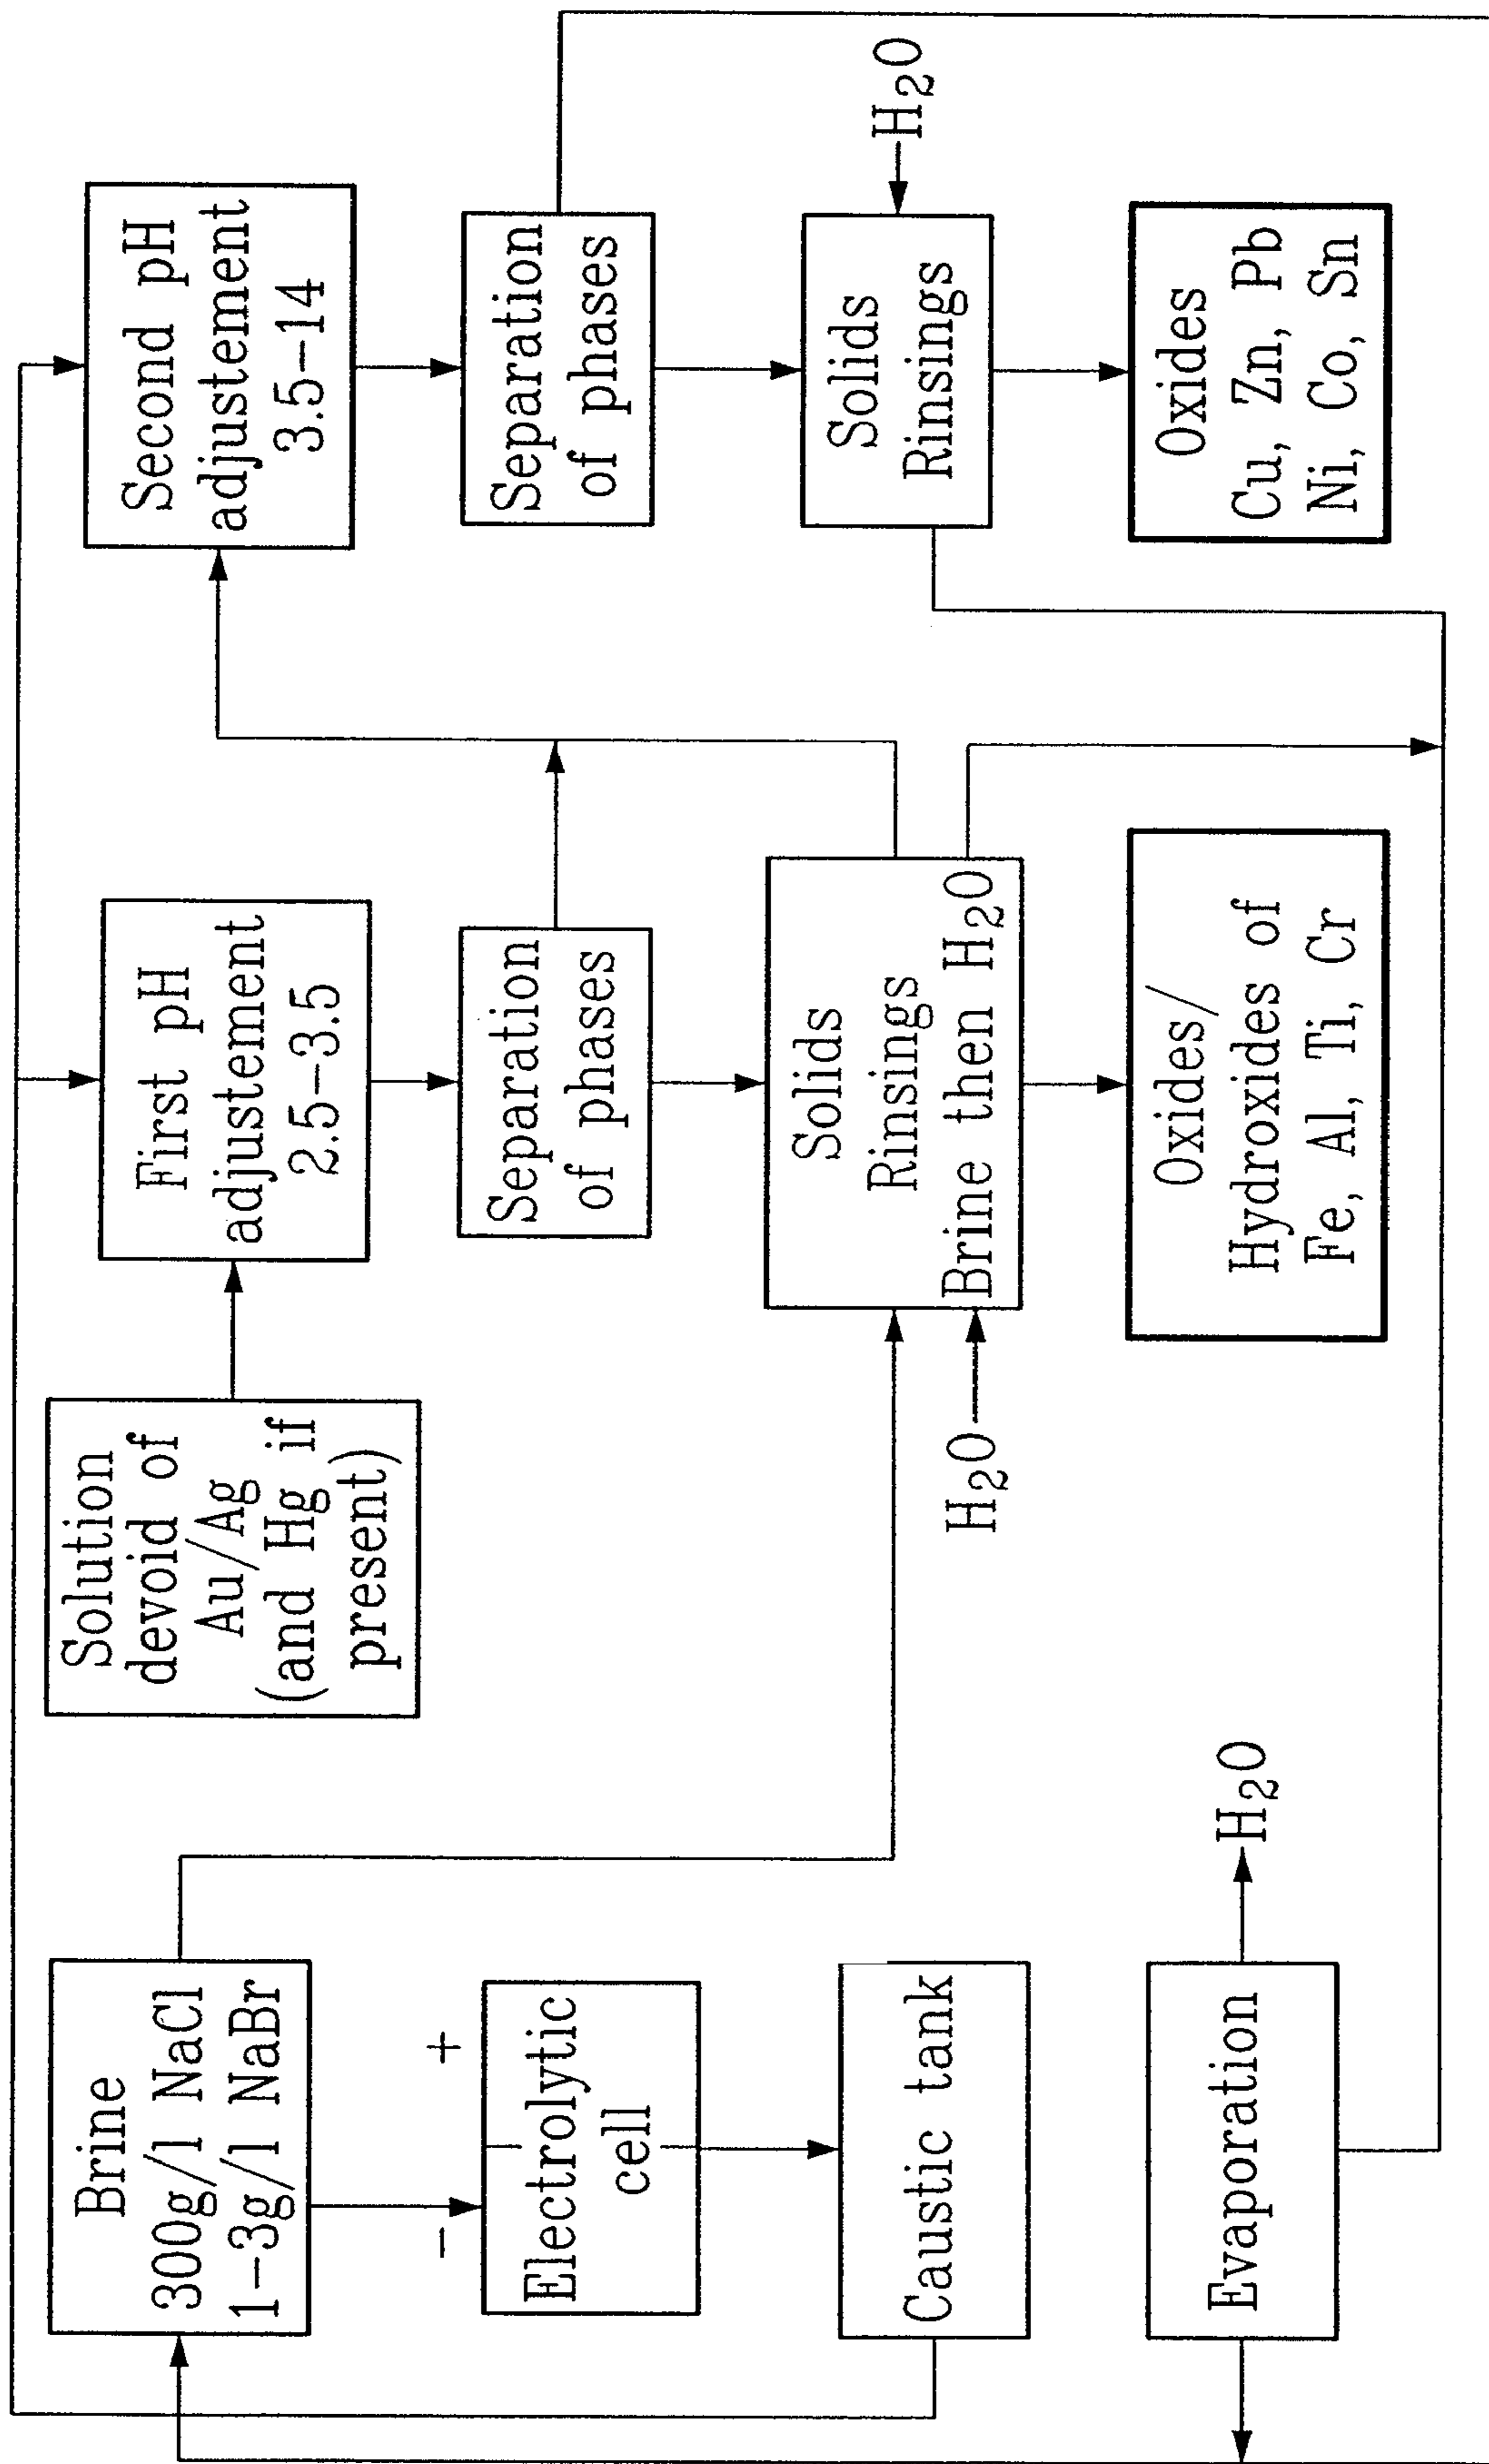 Brine
300g/l NaCl
1-3g/l NaBr
-
+
Electrolytic
cell
Caustic tank
Evaporation
H₂O
Solution
devoid of
Au/Ag
(and Hg if
present)
First pH
adjustement
2.5-3.5
Separation
of phases
Solids
Rinsings
Brine then H₂O
H₂O
Oxides/
Hydroxides of
Fe, Al, Ti, Cr
Second pH
adjustement
3.5-14
Separation
of phases
Solids
Rinsings
H₂O
Oxides
Cu, Zn, Pb
Ni, Co, Sn